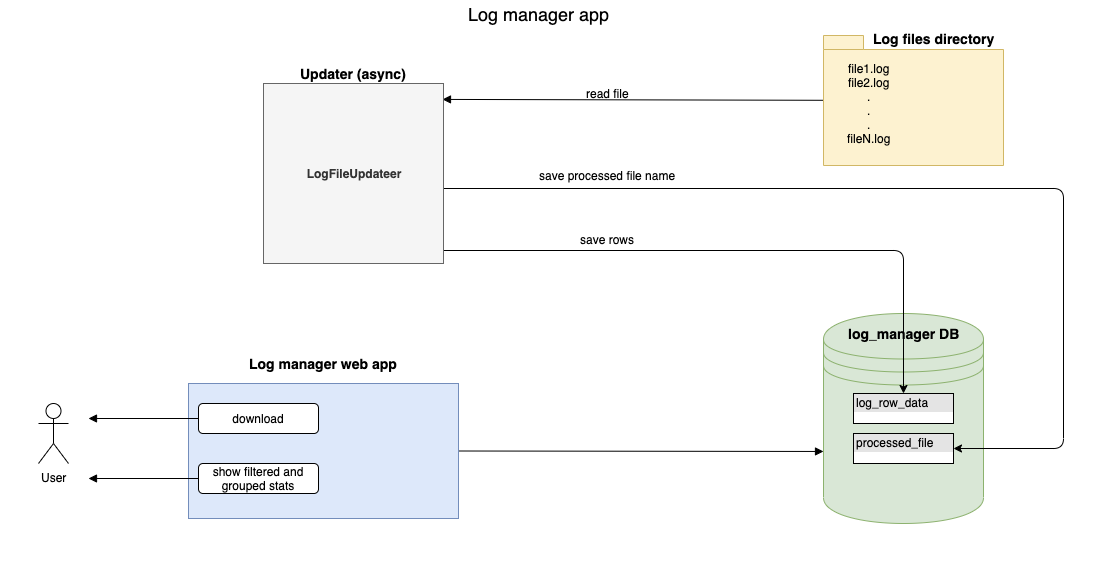 Log manager app
Log files directory
file1.log
file2.log
.
.
.
fileN.log
Updater (async)
read file
LogFileUpdateer
save processed file name
save rows
log_manager DB
log_row_data
processed_file
Log manager web app
download
show filtered and
grouped stats
User